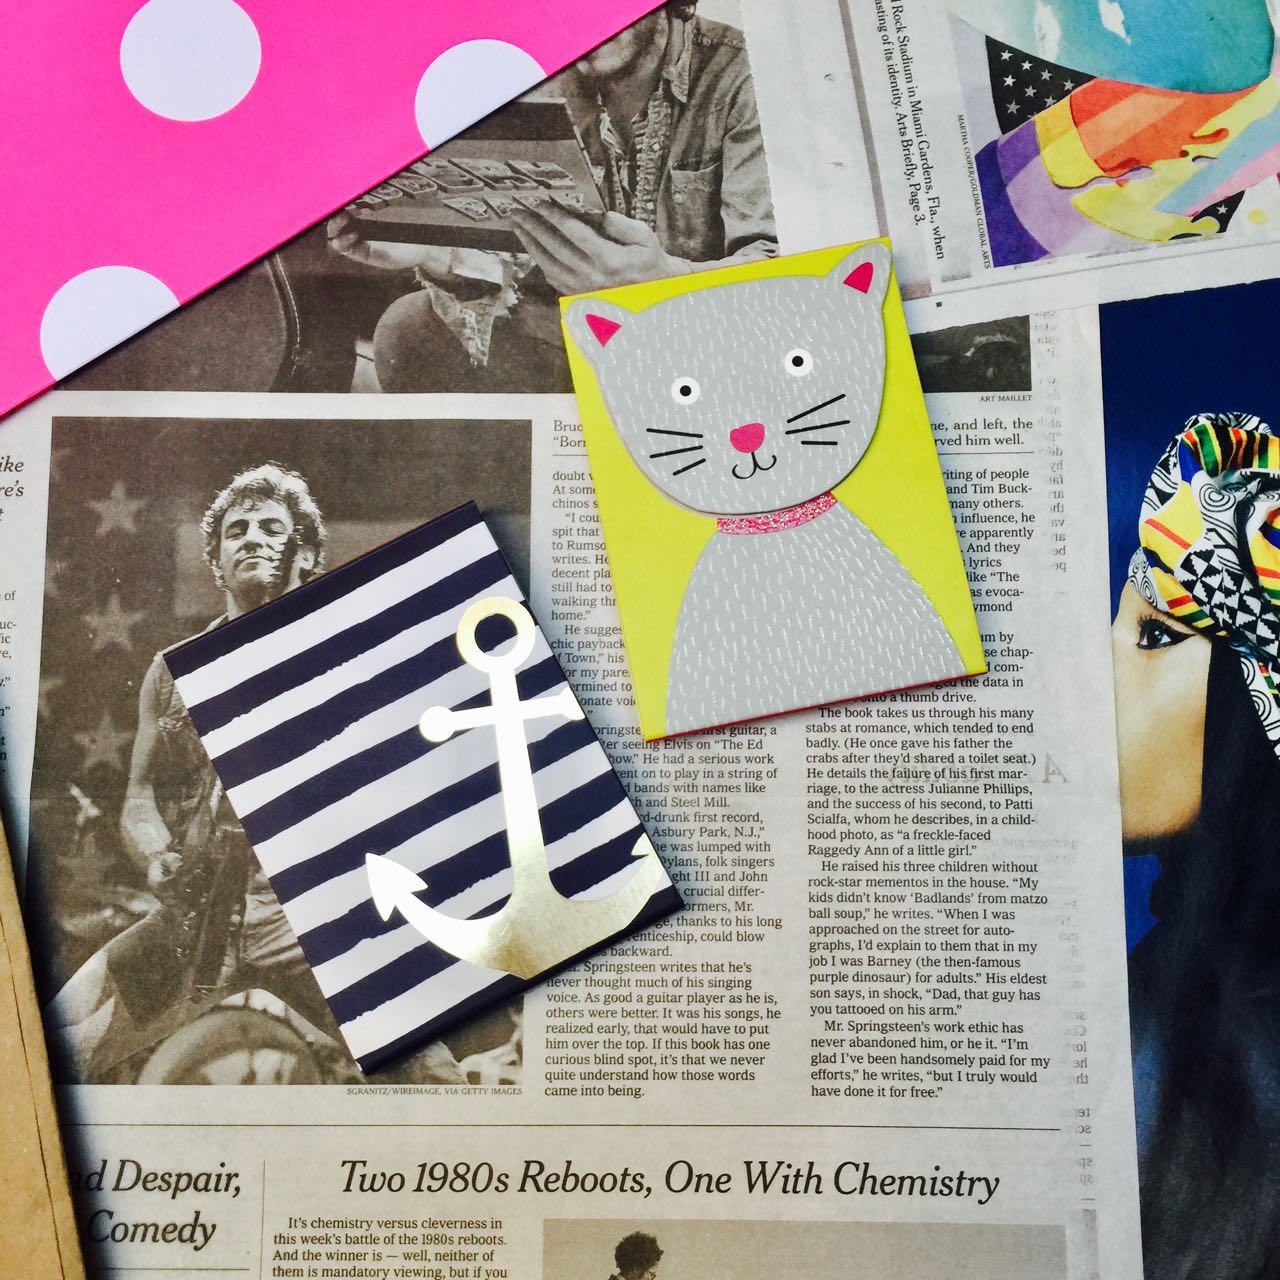 l Rock Stadium in Miami Gardens, Fla., when
asting of its identity. Arts Briefly, Page 3.
MARTHA COOPER/GOLDMAN GLOBAL ARTS
ART MAILLET
ike
re's
t
of
Bruc
"Born
ne, and left, the
rved him well.
doubt
At som
chinos s
"I cou
spit that
to Rumso
writes. He
decent pla
still had to
walking thr
home."
He sugges
chic payback
f Town," his
or my pare
ermined to
onate voic
pringste
first guitar, a
er seeing Elvis on "The Ed
how." He had a serious work
ent on to play in a string of
d bands with names like
h and Steel Mill.
rd-drunk first record,
Asbury Park, N.J.,"
he was lumped with
Dylans, folk singers
ght III and John
crucial differ-
ormers, Mr.
ge, thanks to his long
renticeship, could blow
s backward.
r. Springsteen writes that he's
never thought much of his singing
voice. As good a guitar player as he is,
others were better. It was his songs, he
realized early, that would have to put
him over the top. If this book has one
curious blind spot, it's that we never
quite understand how those words
came into being.
riting of people
and Tim Buck-
many others.
n influence, he
re apparently
. And they
lyrics
like "The
as evoca-
ymond
um by
se chap-
d com-
ged the data in
onto a thumb drive.
The book takes us through his many
stabs at romance, which tended to end
badly. (He once gave his father the
crabs after they'd shared a toilet seat.)
He details the failure of his first mar-
riage, to the actress Julianne Phillips,
and the success of his second, to Patti
Scialfa, whom he describes, in a child-
hood photo, as "a freckle-faced
Raggedy Ann of a little girl."
He raised his three children without
rock-star mementos in the house. "My
kids didn't know 'Badlands' from matzo
ball soup," he writes. "When I was
approached on the street for auto-
graphs, I'd explain to them that in my
job I was Barney (the then-famous
purple dinosaur) for adults." His eldest
son says, in shock, "Dad, that guy has
you tattooed on his arm."
Mr. Springsteen's work ethic has
never abandoned him, or he it. "I'm
glad I've been handsomely paid for my
efforts," he writes, "but I truly would
have done it for free."
SGRANITZ/WIREIMAGE, VIA GETTY IMAGES
d Despair,
Comedy
Two 1980s Reboots, One With Chemistry
It's chemistry versus cleverness in
this week's battle of the 1980s reboots.
And the winner is — well, neither of
them is mandatory viewing, but if you